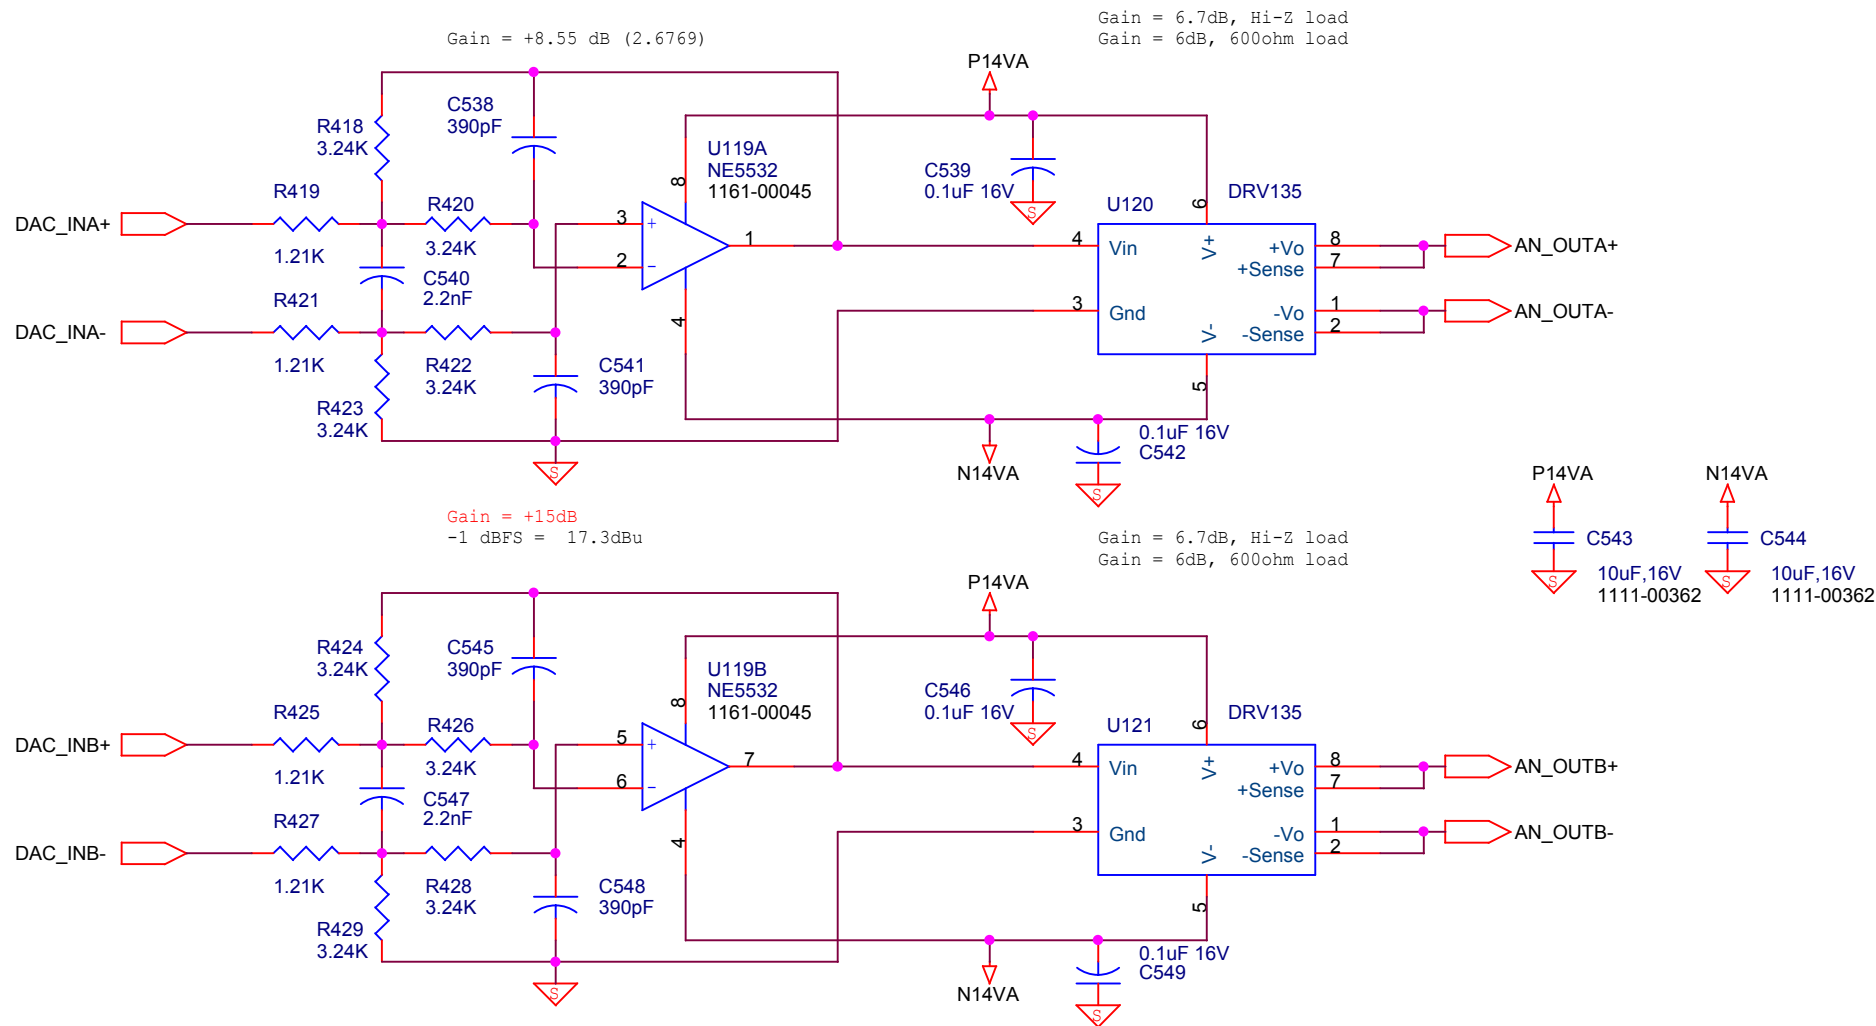 Gain = 6.7dB, Hi-Z load
Gain = +8.55 dB (2.6769)
Gain = 6dB, 600ohm load
P14VA
C538
390pF
R418
3.24K
U119A
NE5532
1161-00045
8
C539
0.1uF 16V
S
U120
DRV135
6
R419
1.21K
R420
3.24K
DAC_INA+
3
+
2
−
1
4
Vin
V+
+Vo
8
+Sense
7
AN_OUTA+
C540
2.2nF
R421
1.21K
DAC_INA-
R422
3.24K
4
3
Gnd
V-
-Vo
1
-Sense
2
AN_OUTA-
C541
390pF
5
R423
3.24K
0.1uF 16V
C542
S
N14VA
S
P14VA
N14VA
C543
10uF,16V
1111-00362
S
C544
10uF,16V
1111-00362
S
Gain = +15dB
-1 dBFS =  17.3dBu
Gain = 6.7dB, Hi-Z load
Gain = 6dB, 600ohm load
P14VA
C545
390pF
R424
3.24K
U119B
NE5532
1161-00045
8
C546
0.1uF 16V
S
U121
DRV135
6
R425
1.21K
R426
3.24K
DAC_INB+
5
+
6
−
7
4
Vin
V+
+Vo
8
+Sense
7
AN_OUTB+
C547
2.2nF
R427
1.21K
DAC_INB-
R428
3.24K
4
3
Gnd
V-
-Vo
1
-Sense
2
AN_OUTB-
C548
390pF
5
R429
3.24K
0.1uF 16V
C549
S
N14VA
S